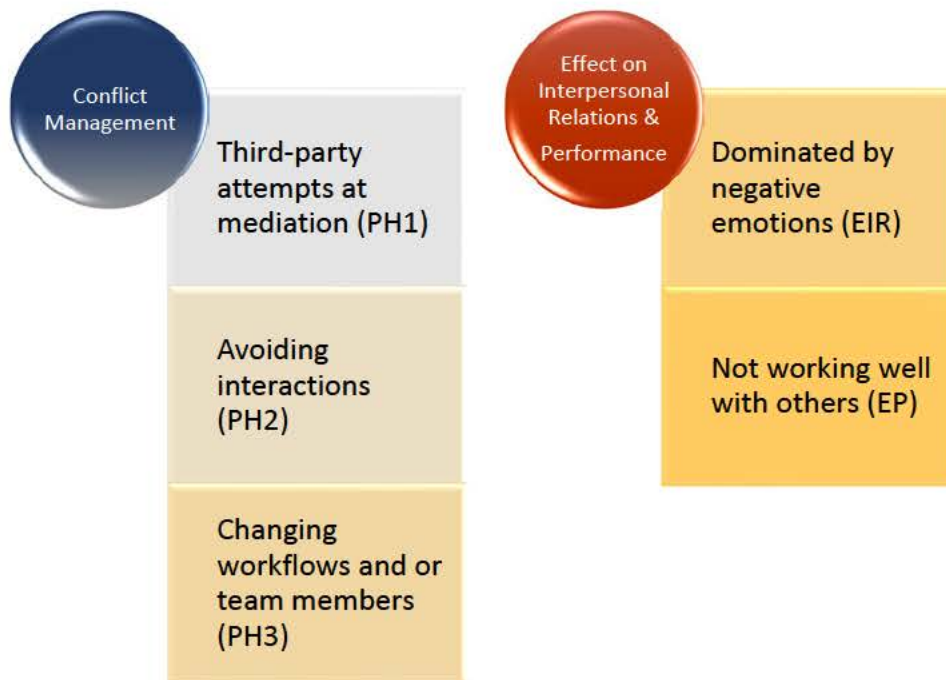 Conflict
Management
Third-party
attempts at
mediation (PH1)
Avoiding
interactions
(PH2)
Changing
workflows and or
team members
(PH3)
Effect on
Interpersonal
Relations &
Performance
Dominated by
negative
emotions (EIR)
Not working well
with others (EP)